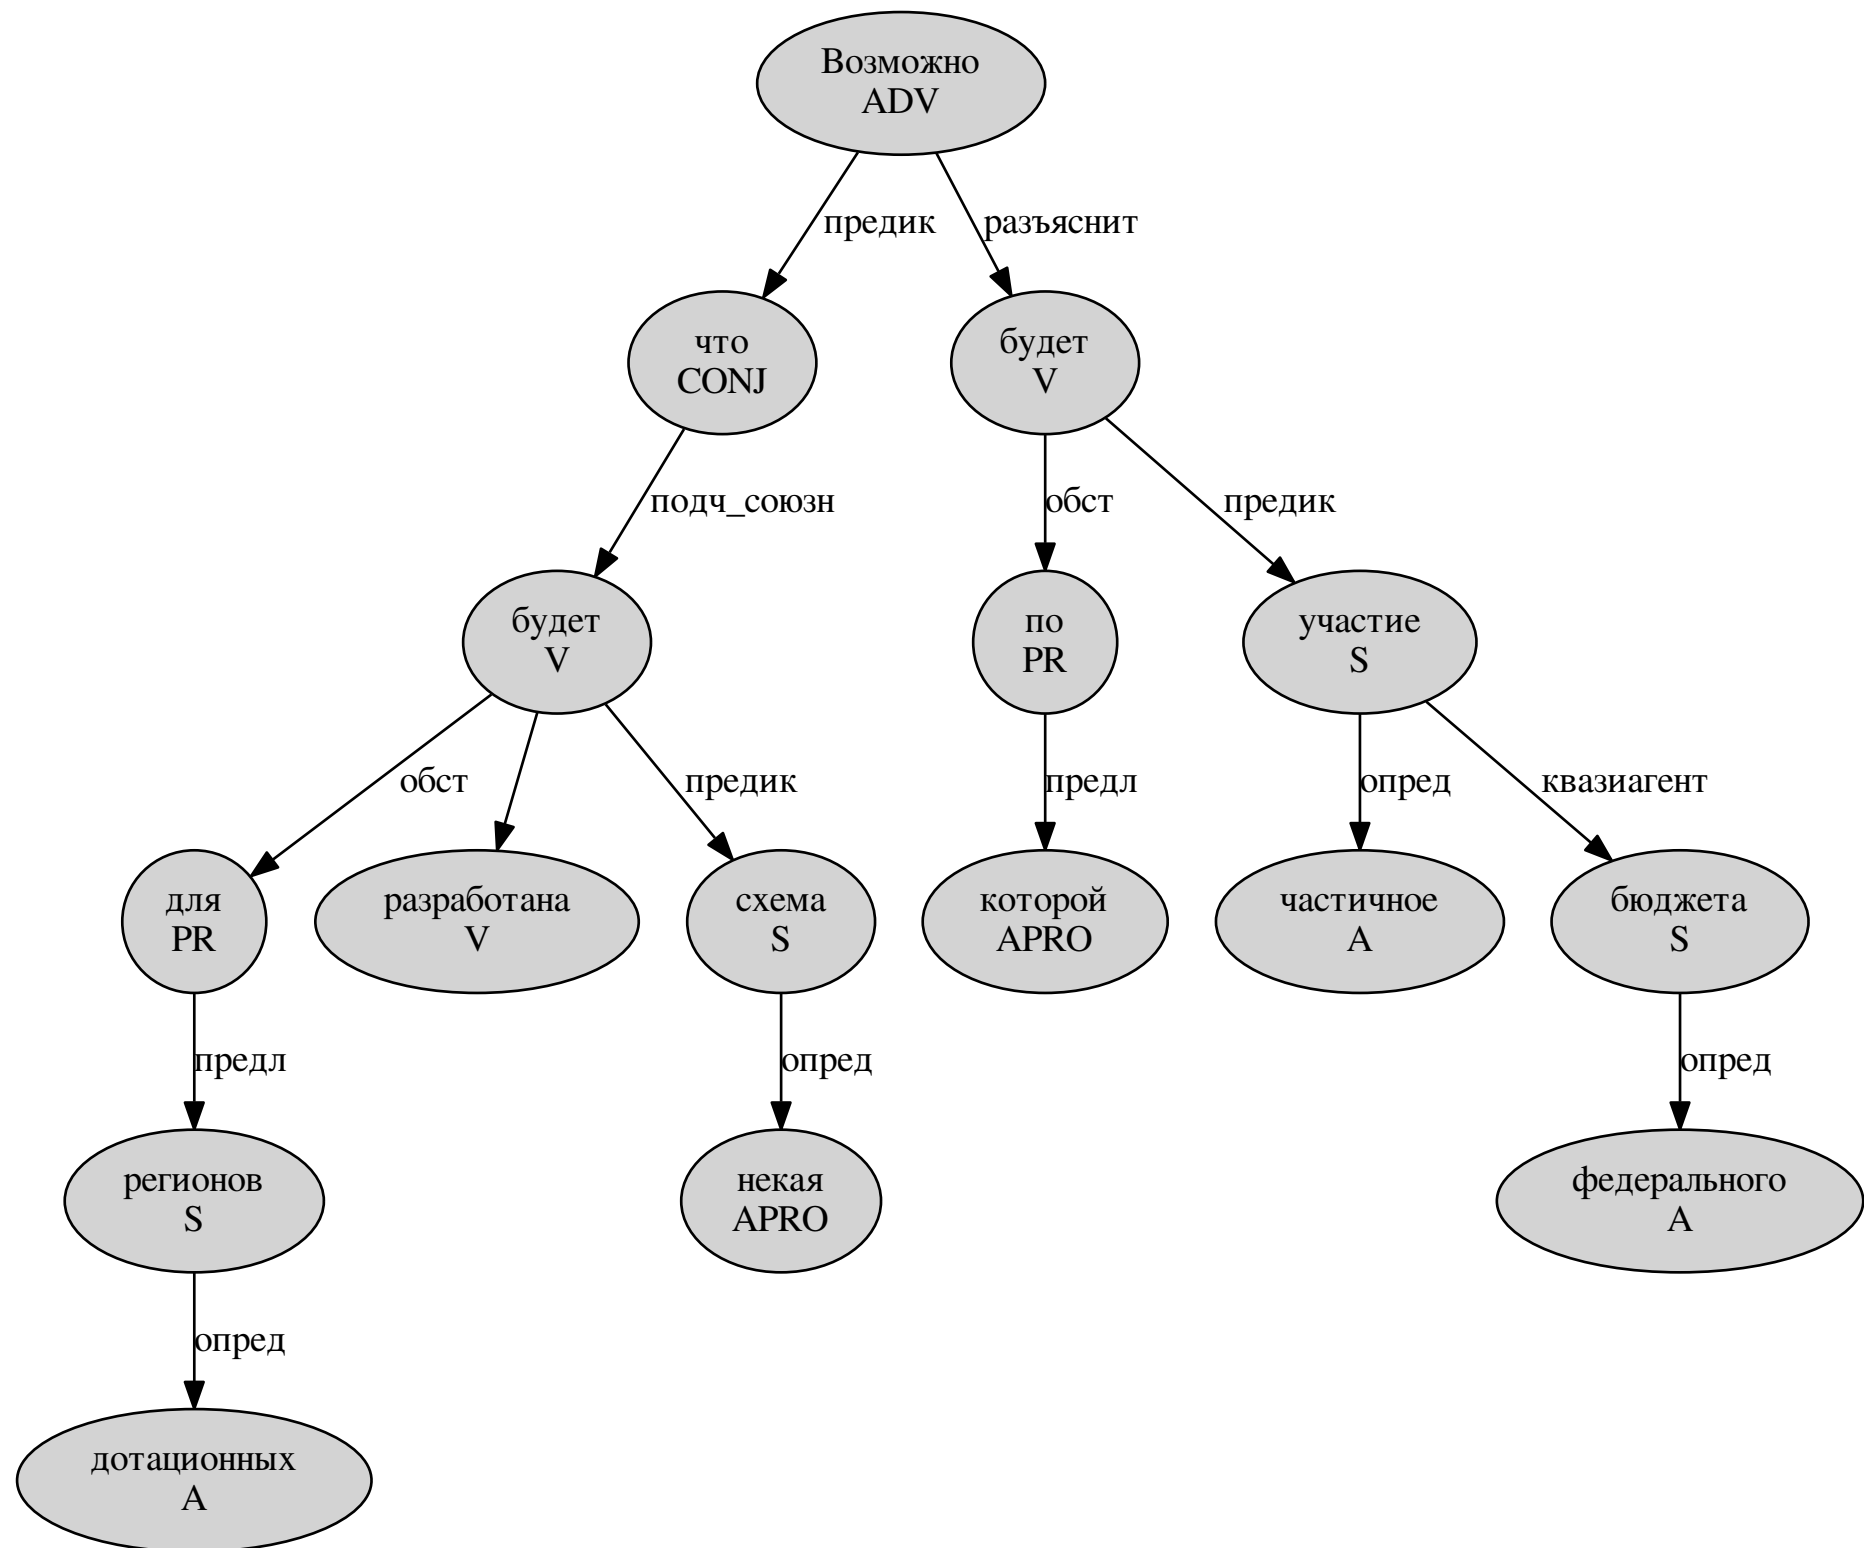 Возможно
ADV
предик
разъяснит
что
CONJ
будет
V
подч_союзн
обст
предик
будет
V
по
PR
участие
S
обст
предик
предл
опред
квазиагент
для
PR
разработана
V
схема
S
которой
APRO
частичное
A
бюджета
S
предл
опред
опред
регионов
S
некая
APRO
федерального
A
опред
дотационных
A